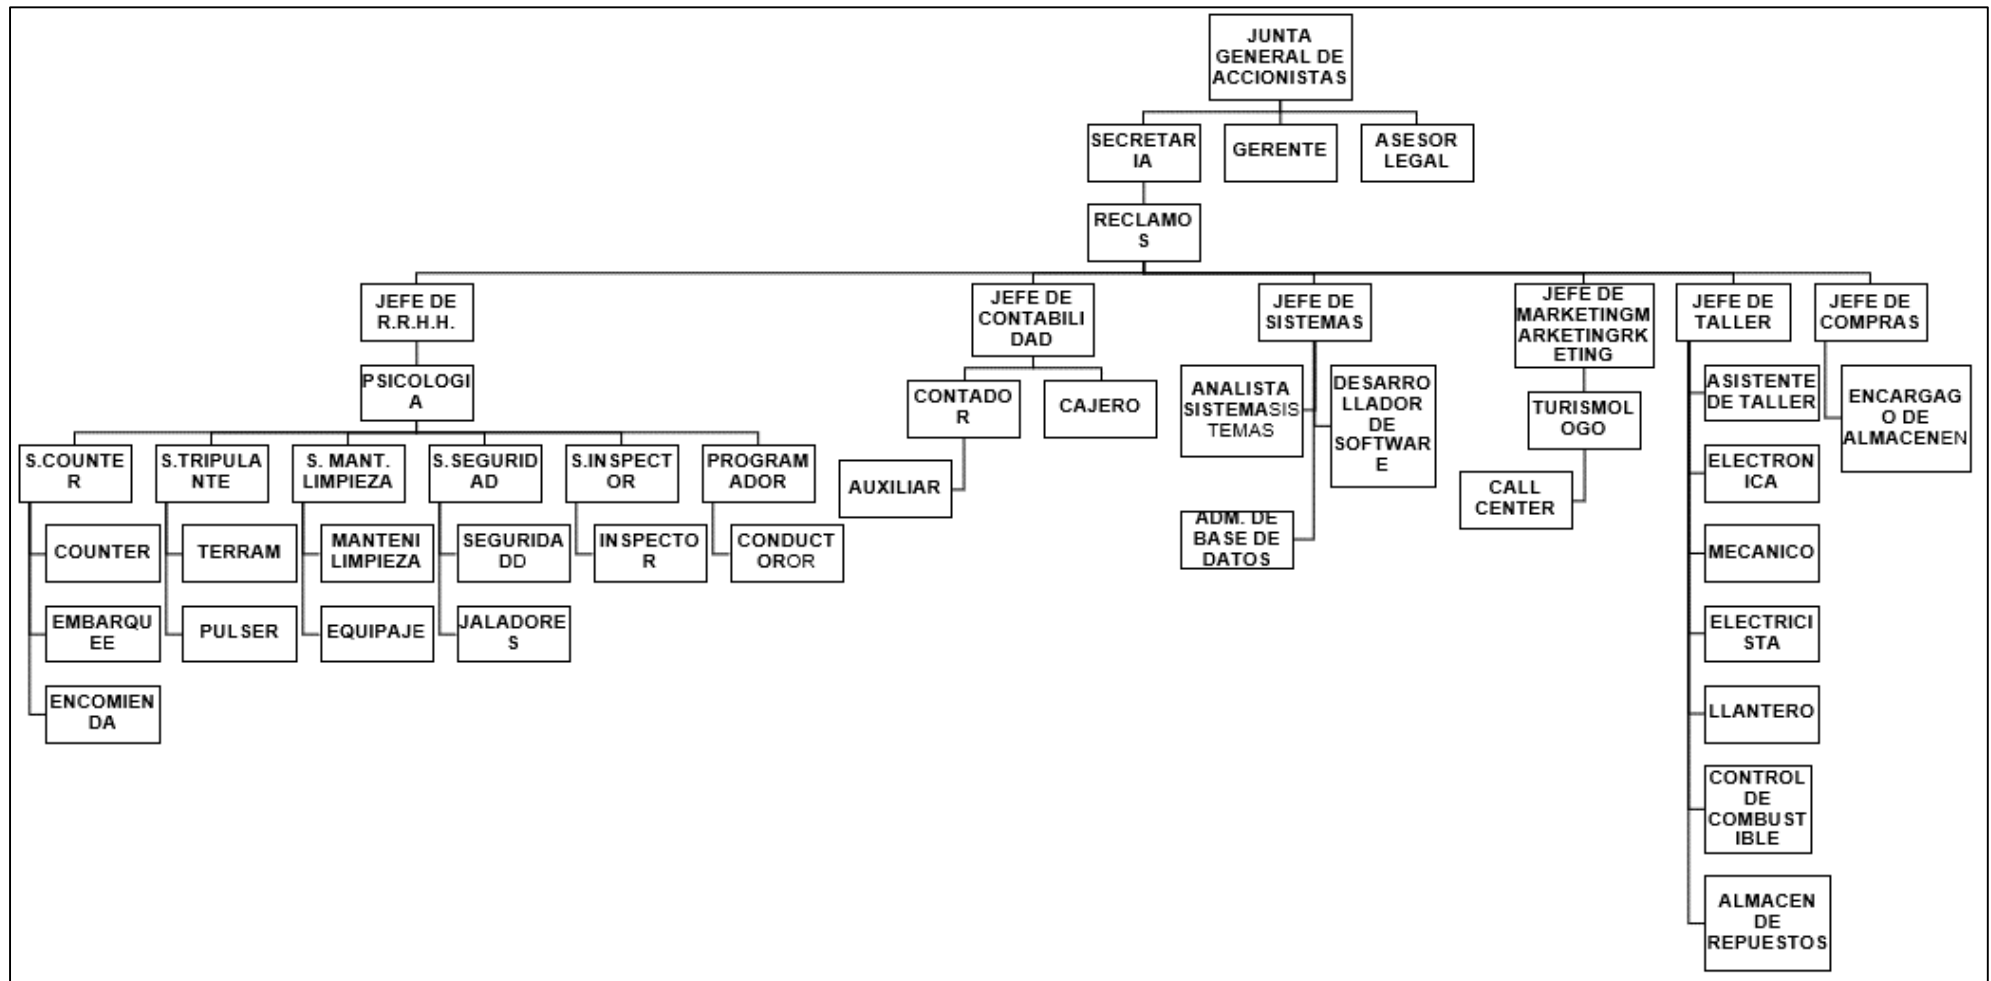 JUNTA
GENERAL DE
ACCIONISTAS
SECRETAR
IA
GERENTE
ASESOR
LEGAL
RECLAMO
S
JEFE DE
R.R.H.H.
JEFE DE
CONTABILI
DAD
JEFE DE
SISTEMAS
JEFE DE
MARKETINGM
ARKETINGRK
ETING
JEFE DE
TALLER
JEFE DE
COMPRAS
PSICOLOGI
A
CONTADO
R
CAJERO
ANALISTA
SISTEMASIS
TEMAS
DESARRO
LLADOR
DE
SOFTWAR
E
TURISMOL
OGO
ASISTENTE
DE TALLER
ENCARGAG
O DE
ALMACENEN
S.COUNTE
R
S.TRIPULA
NTE
S. MANT.
LIMPIEZA
S.SEGURID
AD
S.INSPECT
OR
PROGRAM
ADOR
AUXILIAR
CALL
CENTER
ELECTRON
ICA
COUNTER
TERRAM
MANTENI
LIMPIEZA
SEGURIDA
DD
INSPECTO
R
CONDUCT
OROR
ADM. DE
BASE DE
DATOS
MECANICO
EMBARQU
EE
PULSER
EQUIPAJE
JALADORE
S
ELECTRICI
STA
ENCOMIEN
DA
LLANTERO
CONTROL
DE
COMBUST
IBLE
ALMACEN
DE
REPUESTOS